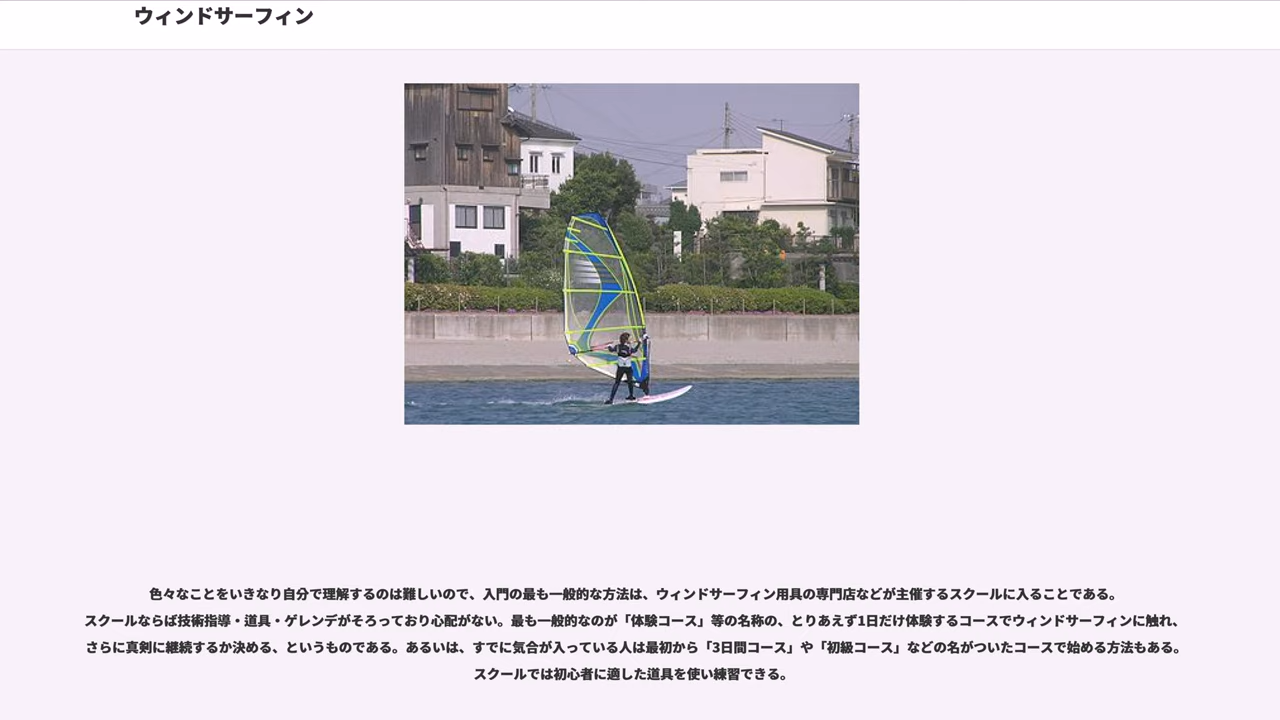 ウィンドサーフィン
色々なことをいきなり自分で理解するのは難しいので、入門の最も一般的な方法は、ウィンドサーフィン用具の専門店などが主催するスクールに入ることである。
スクールならば技術指導・道具・ゲレンデがそろっており心配がない。最も一般的なのが「体験コース」等の名称の、とりあえず1日だけ体験するコースでウィンドサーフィンに触れ、
さらに真剣に継続するか決める、というものである。あるいは、すでに気合が入っている人は最初から「3日間コース」や「初級コース」などの名がついたコースで始める方法もある。
スクールでは初心者に適した道具を使い練習できる。